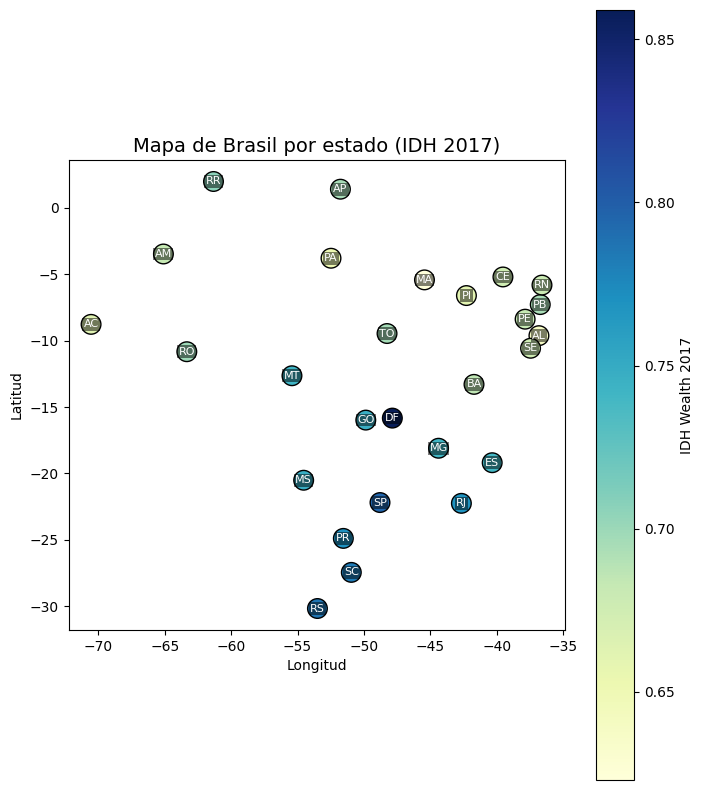 Mapa de Brasil por estado (IDH 2017)
RR
AP
AM
PA
MA
CE
PI
RN
PB
PE
AC
TO
AL
SE
RO
MT
BA
GO
DF
MG
ES
MS
SP
RJ
PR
SC
RS
0
−5
−10
−15
−20
−25
−30
Latitud
−70
−65
−60
−55
−50
−45
−40
−35
Longitud
0.85
0.80
0.75
0.70
0.65
IDH Wealth 2017